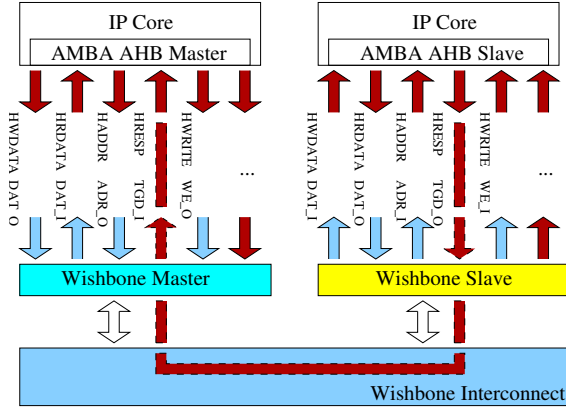 IP Core
AMBA AHB Master
IP Core
AMBA AHB Slave
HWDATA DAT_O
HRDATA DAT_I
HADDR ADR_O
HRESP TGD_I
HWRITE WE_O
...
HWDATA DAT_I
HRDATA DAT_O
HADDR ADR_I
HRESP TGD_O
HWRITE WE_I
...
Wishbone Master
Wishbone Slave
Wishbone Interconnect